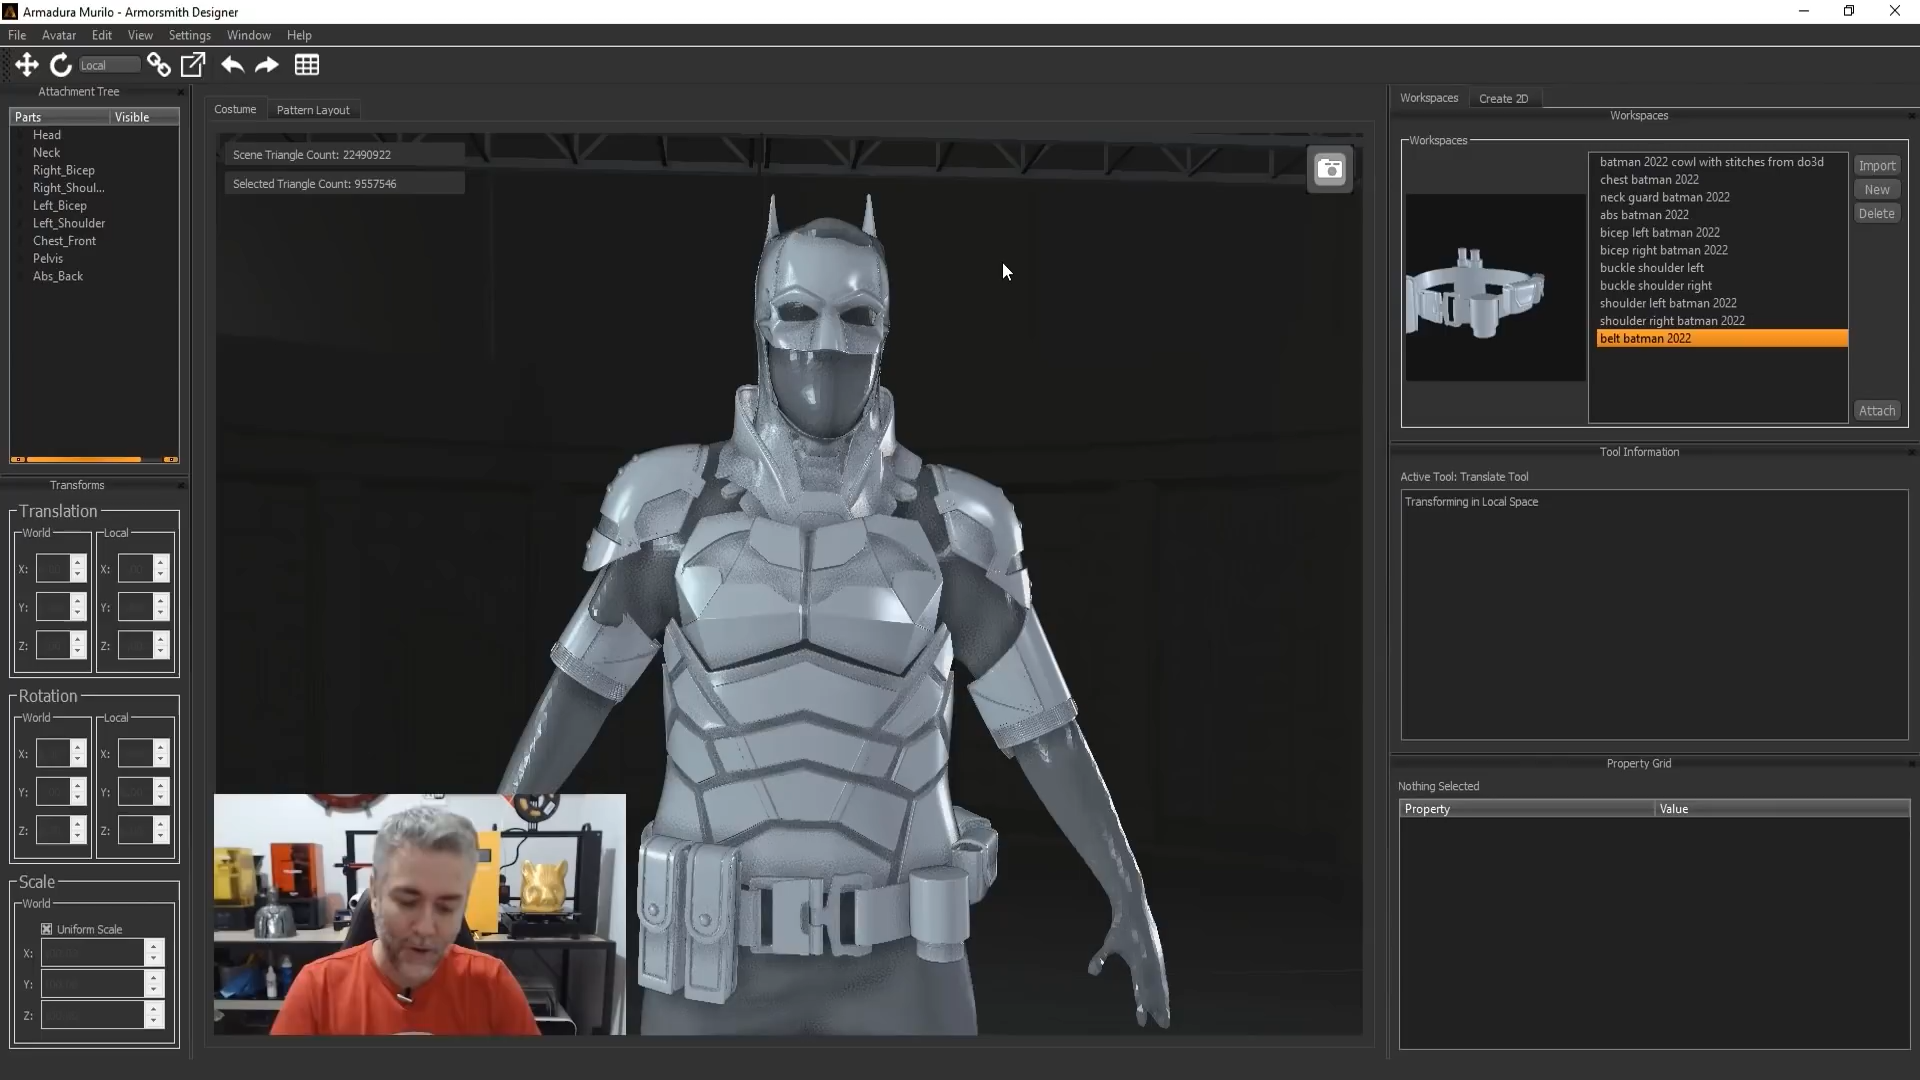 Armadura Murilo - Armorsmith Designer
File Avatar Edit View Settings Window Help
Local
Attachment Tree
Parts Visible
Head
Neck
Right_Bicep
Right_Shoul...
Left_Bicep
Left_Shoulder
Chest_Front
Pelvis
Abs_Back
Transforms
Translation
World Local
X: X:
Y: Y:
Z: Z:
Rotation
World Local
X: X:
Y: Y:
Z: Z:
Scale
World
Uniform Scale
X:
Y:
Z:
Costume Pattern Layout
Scene Triangle Count: 22490922
Selected Triangle Count: 9557546
Workspaces Create 2D
Workspaces
Workspaces
batman 2022 cowl with stitches from do3d
chest batman 2022
neck guard batman 2022
abs batman 2022
bicep left batman 2022
bicep right batman 2022
buckle shoulder left
buckle shoulder right
shoulder left batman 2022
shoulder right batman 2022
belt batman 2022
Import
New
Delete
Attach
Tool Information
Active Tool: Translate Tool
Transforming in Local Space
Property Grid
Nothing Selected
Property Value